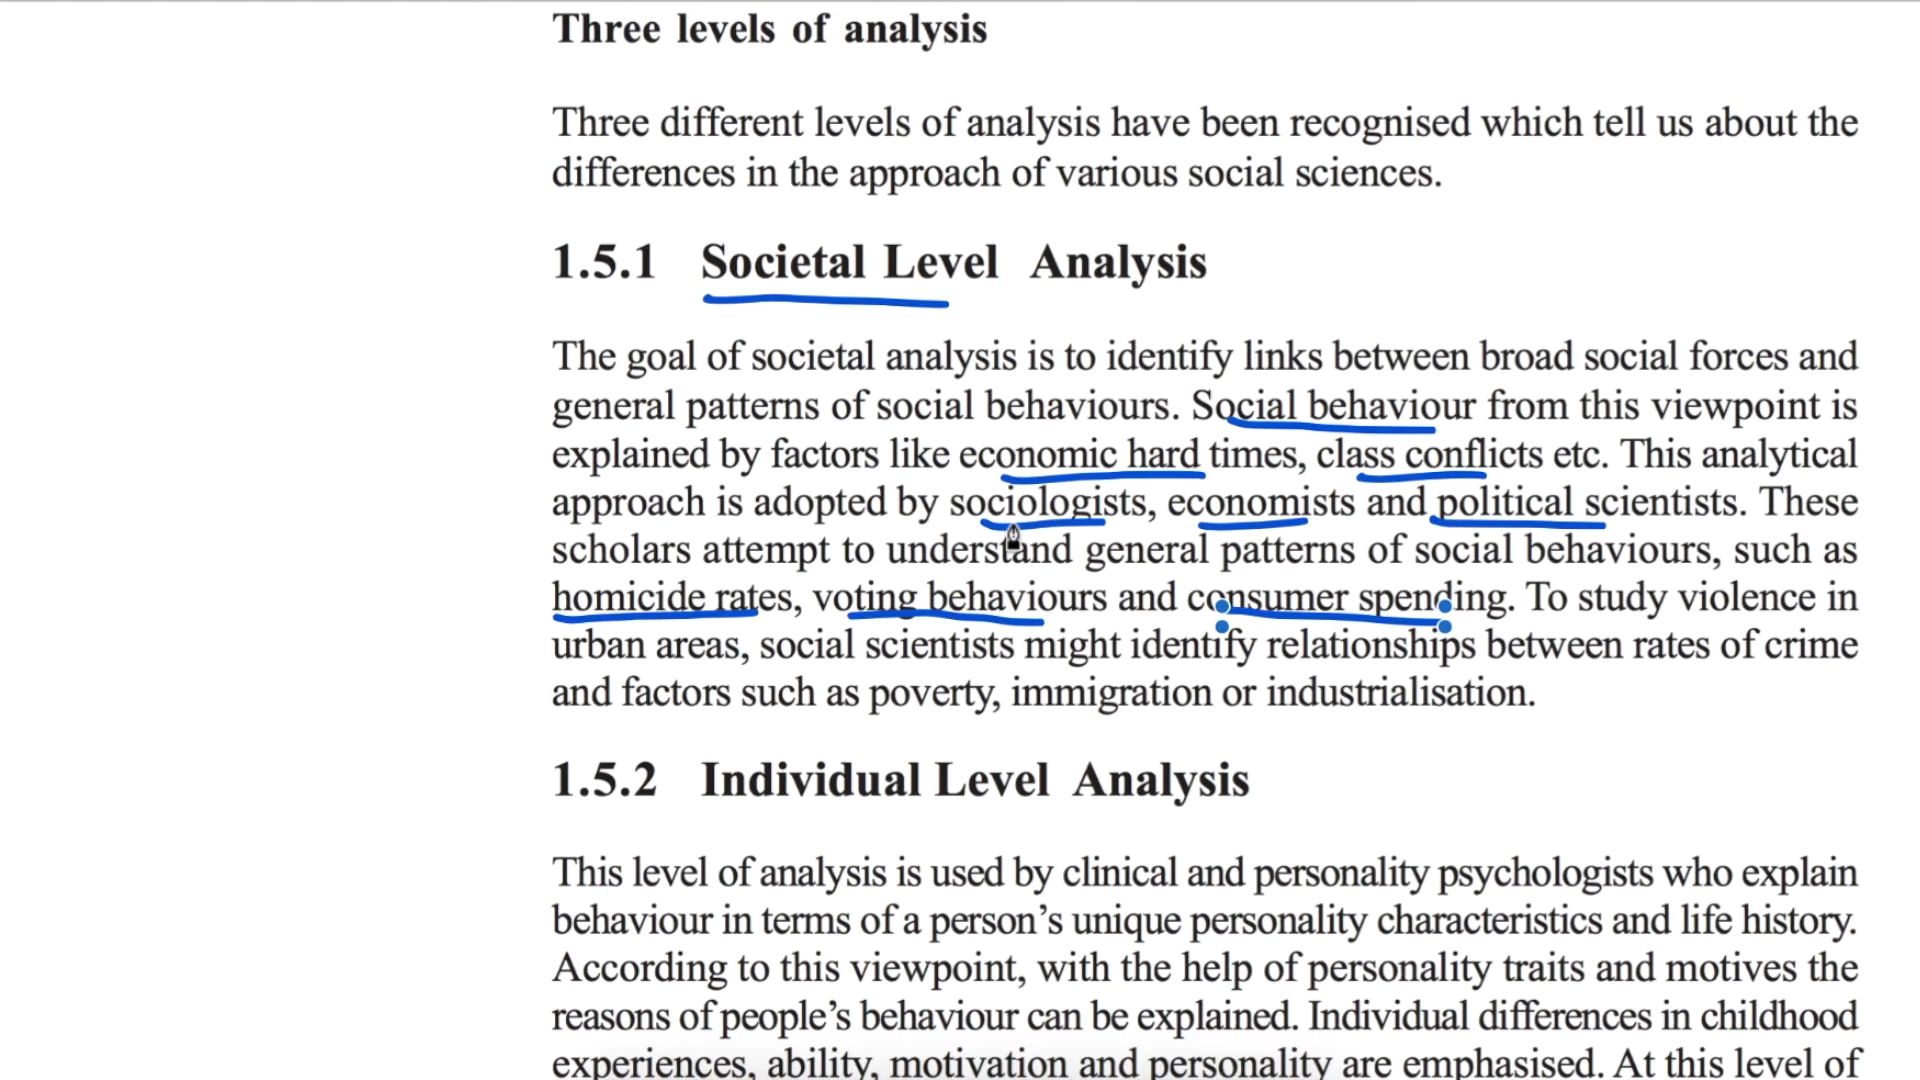 Three levels of analysis
Three different levels of analysis have been recognised which tell us about the
differences in the approach of various social sciences.
1.5.1 Societal Level Analysis
The goal of societal analysis is to identify links between broad social forces and
general patterns of social behaviours. Social behaviour from this viewpoint is
explained by factors like economic hard times, class conflicts etc. This analytical
approach is adopted by sociologists, economists and political scientists. These
scholars attempt to understand general patterns of social behaviours, such as
homicide rates, voting behaviours and consumer spending. To study violence in
urban areas, social scientists might identify relationships between rates of crime
and factors such as poverty, immigration or industrialisation.
1.5.2 Individual Level Analysis
This level of analysis is used by clinical and personality psychologists who explain
behaviour in terms of a person’s unique personality characteristics and life history.
According to this viewpoint, with the help of personality traits and motives the
reasons of people’s behaviour can be explained. Individual differences in childhood
experiences, ability, motivation and personality are emphasised. At this level of